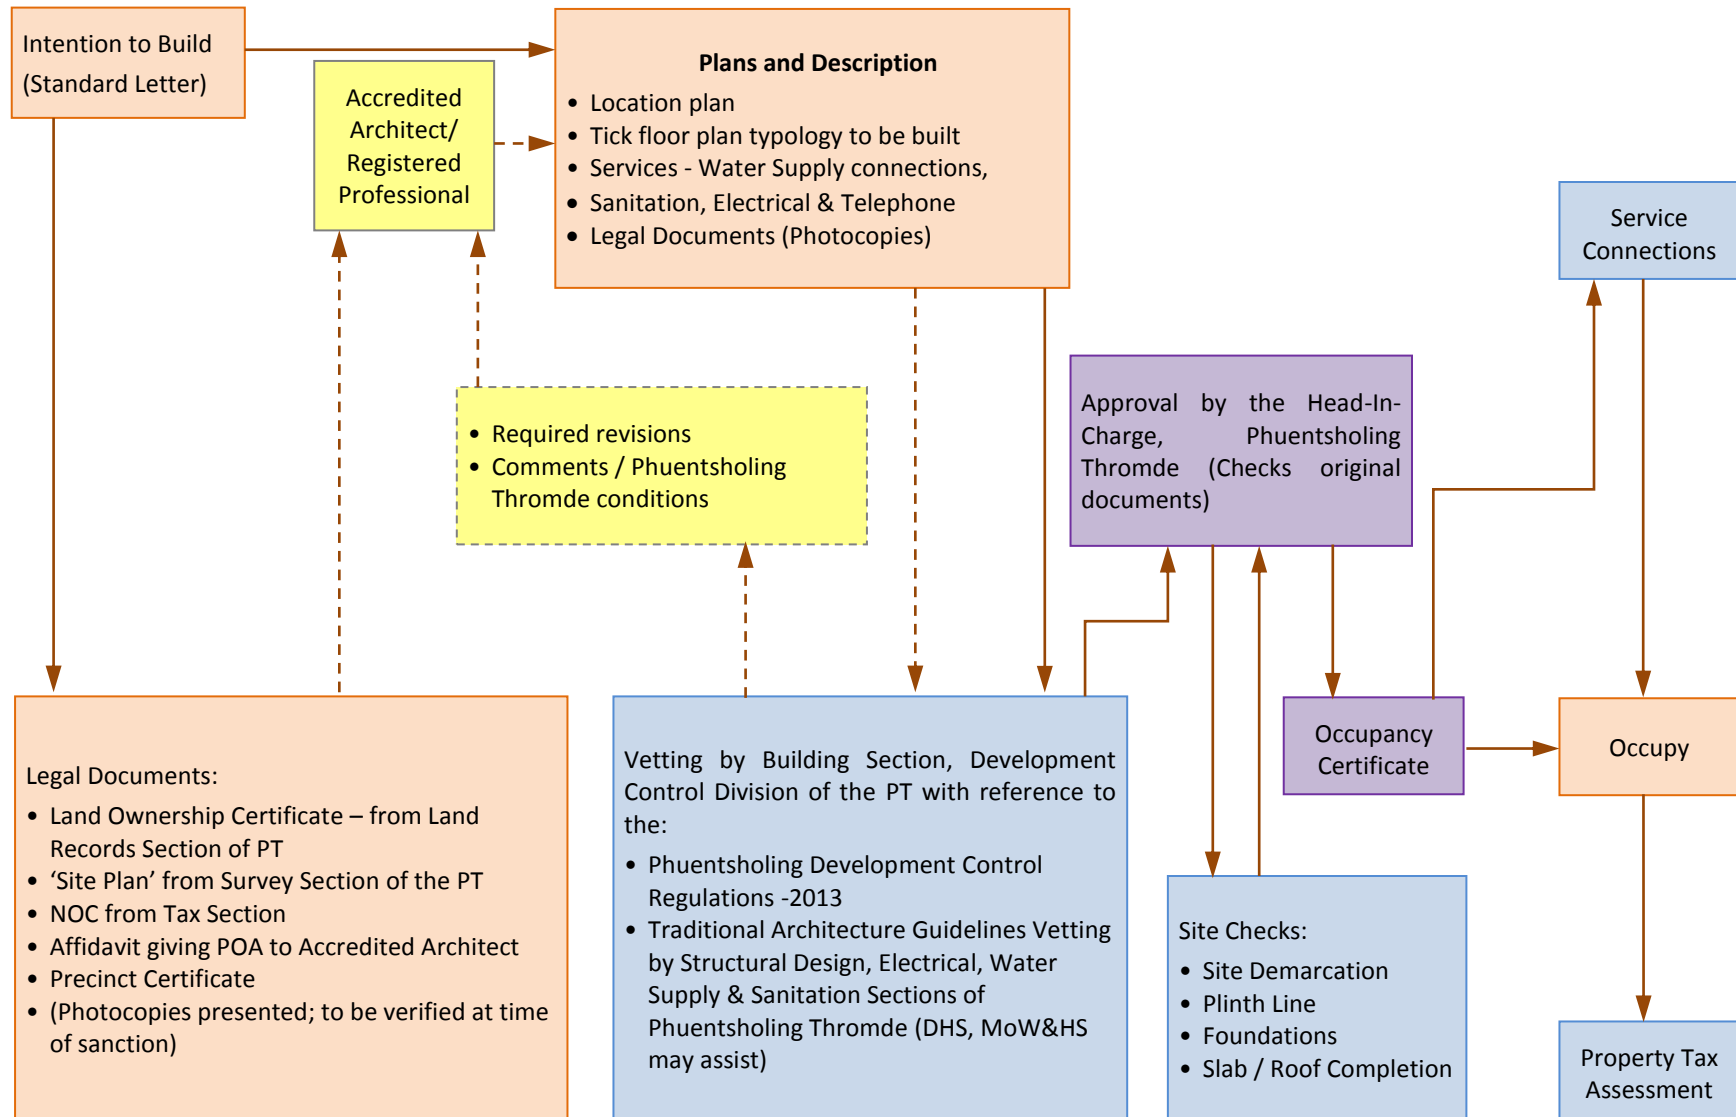 Intention to Build
(Standard Letter)
Accredited
Architect/
Registered
Professional
Plans and Description
• Location plan
• Tick floor plan typology to be built
• Services - Water Supply connections,
• Sanitation, Electrical & Telephone
• Legal Documents (Photocopies)
Service
Connections
• Required revisions
• Comments / Phuentsholing
Thromde conditions
Approval by the Head-In-
Charge, Phuentsholing
Thromde (Checks original
documents)
Legal Documents:
• Land Ownership Certificate – from Land
Records Section of PT
• ‘Site Plan’ from Survey Section of the PT
• NOC from Tax Section
• Affidavit giving POA to Accredited Architect
• Precinct Certificate
• (Photocopies presented; to be verified at time
of sanction)
Vetting by Building Section, Development
Control Division of the PT with reference to
the:
• Phuentsholing Development Control
Regulations -2013
• Traditional Architecture Guidelines Vetting
by Structural Design, Electrical, Water
Supply & Sanitation Sections of
Phuentsholing Thromde (DHS, MoW&HS
may assist)
Occupancy
Certificate
Occupy
Site Checks:
• Site Demarcation
• Plinth Line
• Foundations
• Slab / Roof Completion
Property Tax
Assessment